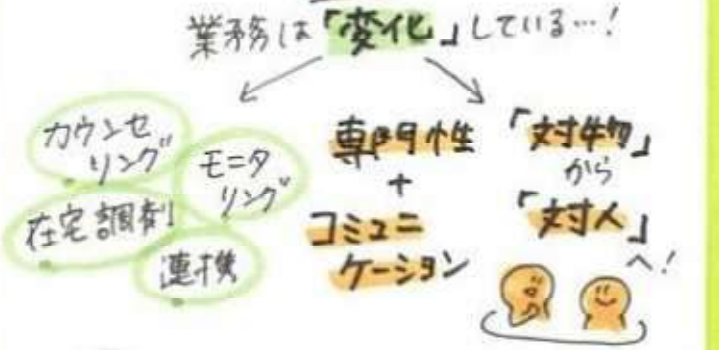 業務は「変化」している…!
カウンセ
リング
モニタ
リング
在宅調剤
連携
専門性
+
コミュニ
ケーション
「対物」
から
「対人」
へ!